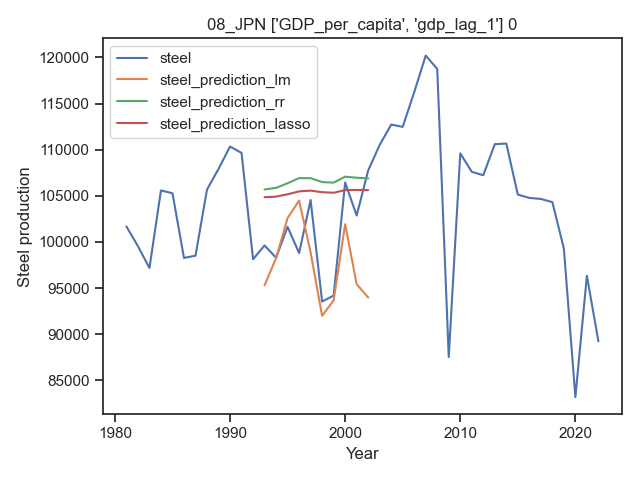 08_JPN ['GDP_per_capita', 'gdp_lag_1'] 0
steel
steel_prediction_lm
steel_prediction_rr
steel_prediction_lasso
120000
115000
110000
105000
100000
95000
90000
85000
Steel production
1980
1990
2000
2010
2020
Year